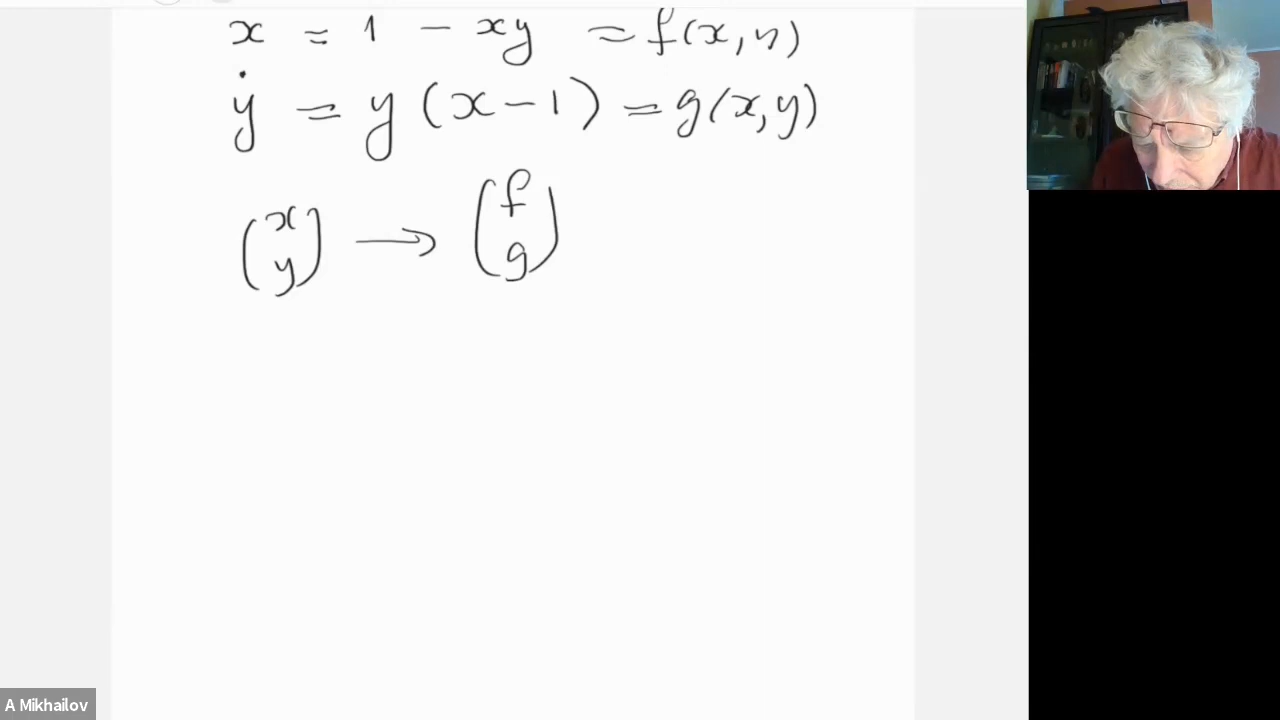 x = 1 - xy = f(x, y)
ẏ = y (x - 1) = g(x, y)
(x y) → (f g)
A Mikhailov